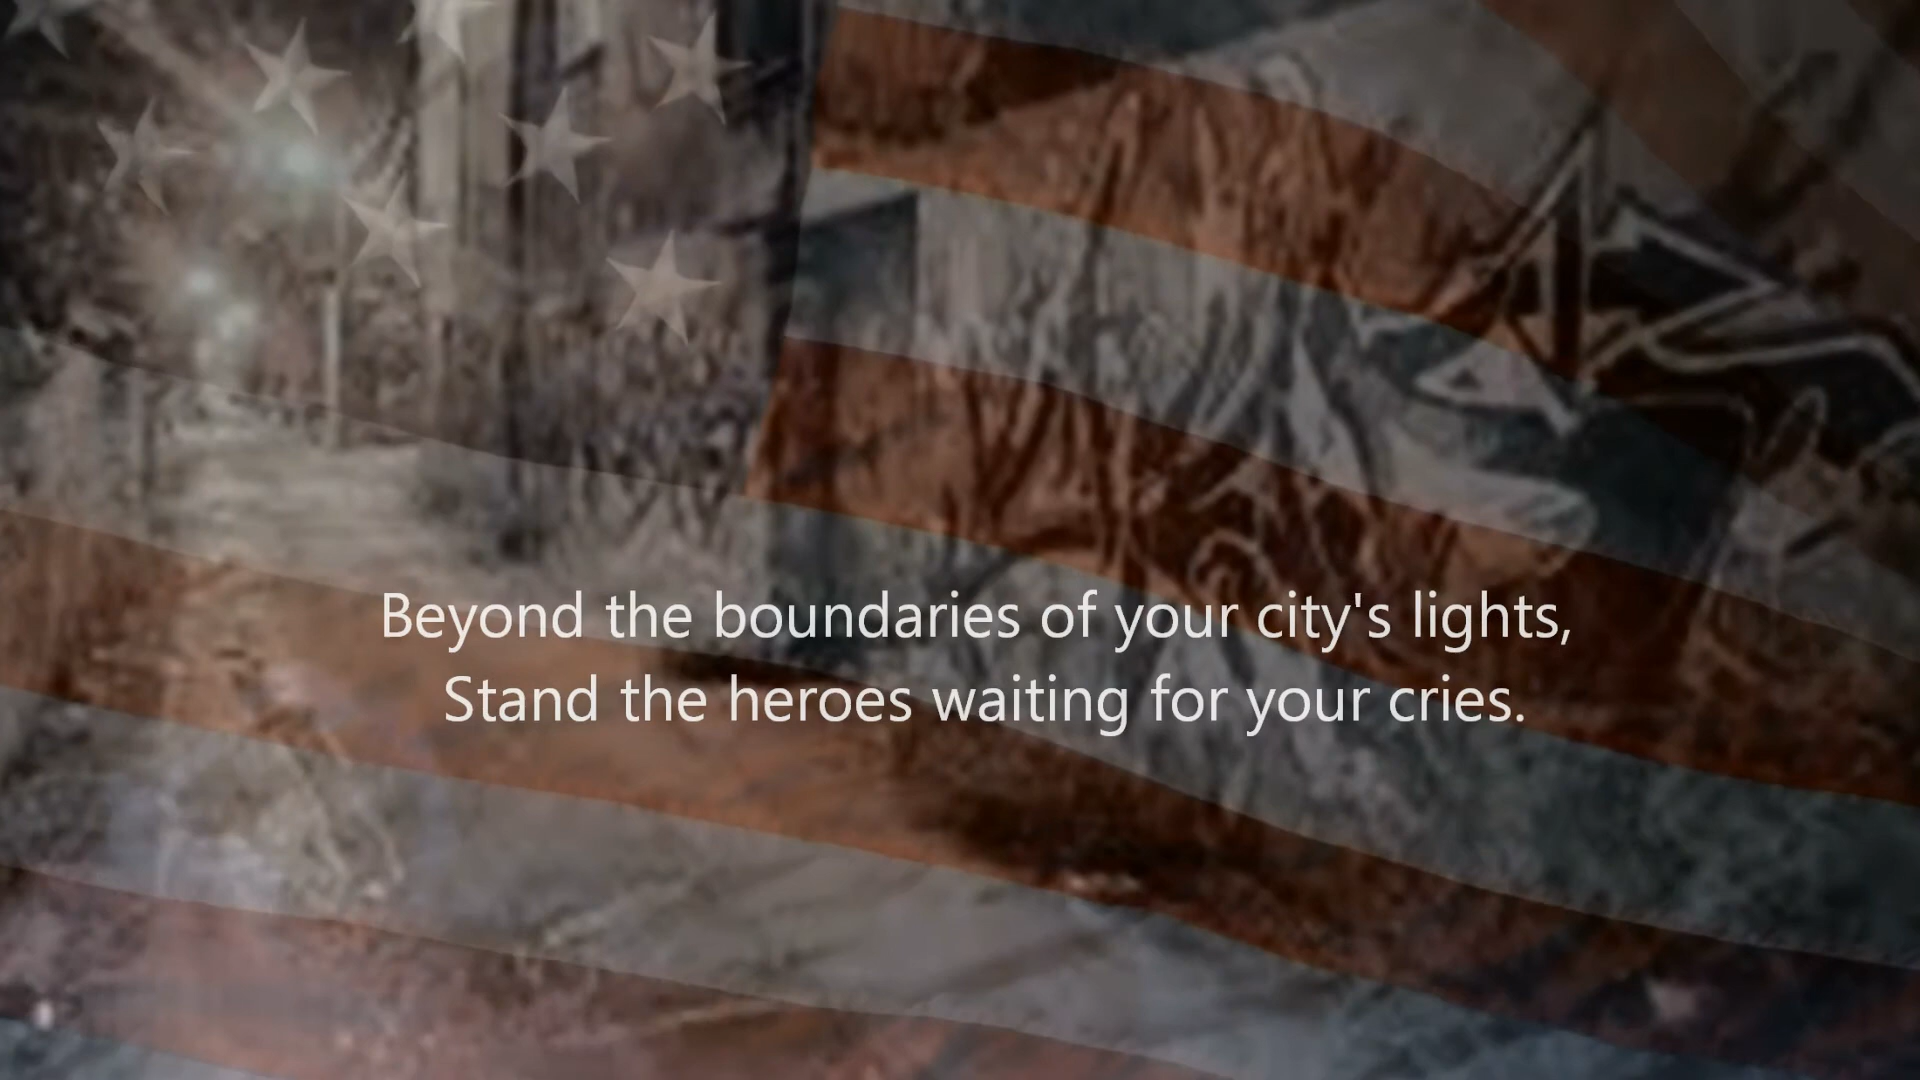 Beyond the boundaries of your city's lights,
Stand the heroes waiting for your cries.